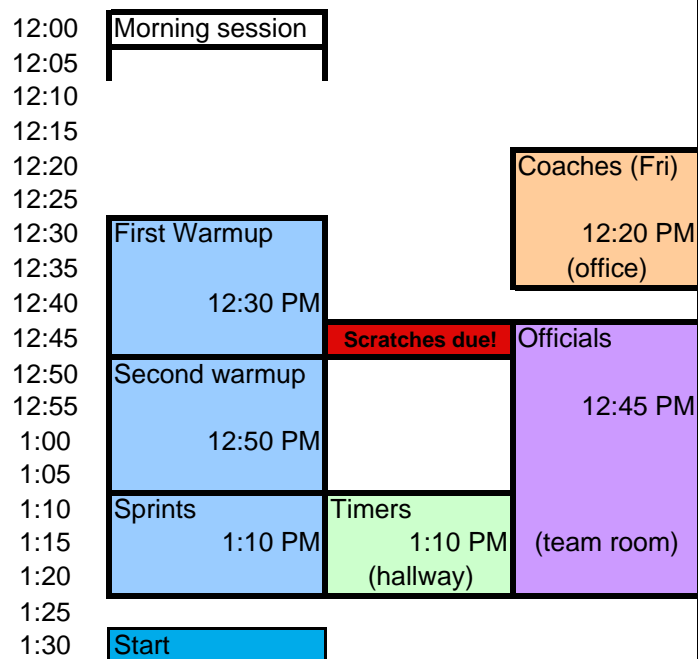 12:00 Morning session
12:05
12:10
12:15
12:20 Coaches (Fri)
12:25
12:30 First Warmup 12:20 PM
12:35 (office)
12:40 12:30 PM
12:45 Scratches due! Officials
12:50 Second warmup
12:55 12:45 PM
1:00 12:50 PM
1:05
1:10 Sprints Timers
1:15 1:10 PM 1:10 PM (team room)
1:20 (hallway)
1:25
1:30 Start